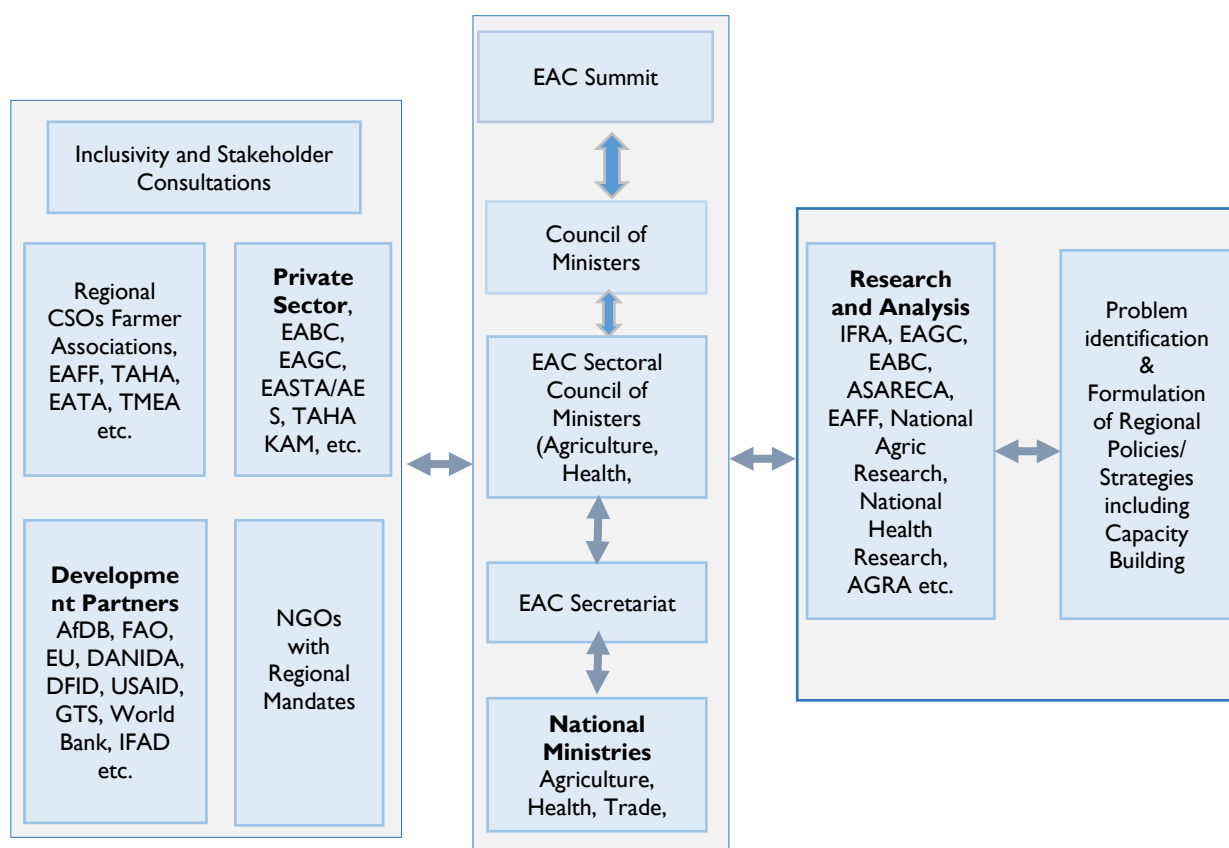 Inclusivity and Stakeholder
Consultations
Regional
CSOs Farmer
Associations,
EAFF, TAHA,
EATA, TMEA
etc.
Private
Sector,
EABC,
EAGC,
EASTA/AE
S, TAHA
KAM, etc.
Developme
nt Partners
AfDB, FAO,
EU, DANIDA,
DFID, USAID,
GTS, World
Bank, IFAD
etc.
NGOs
with
Regional
Mandates
EAC Summit
Council of
Ministers
EAC Sectoral
Council of
Ministers
(Agriculture,
Health,
EAC Secretariat
National
Ministries
Agriculture,
Health, Trade,
Research
and Analysis
IFRA, EAGC,
EABC,
ASARECA,
EAFF, National
Agric
Research,
National
Health
Research,
AGRA etc.
Problem
identification
&
Formulation
of Regional
Policies/
Strategies
including
Capacity
Building